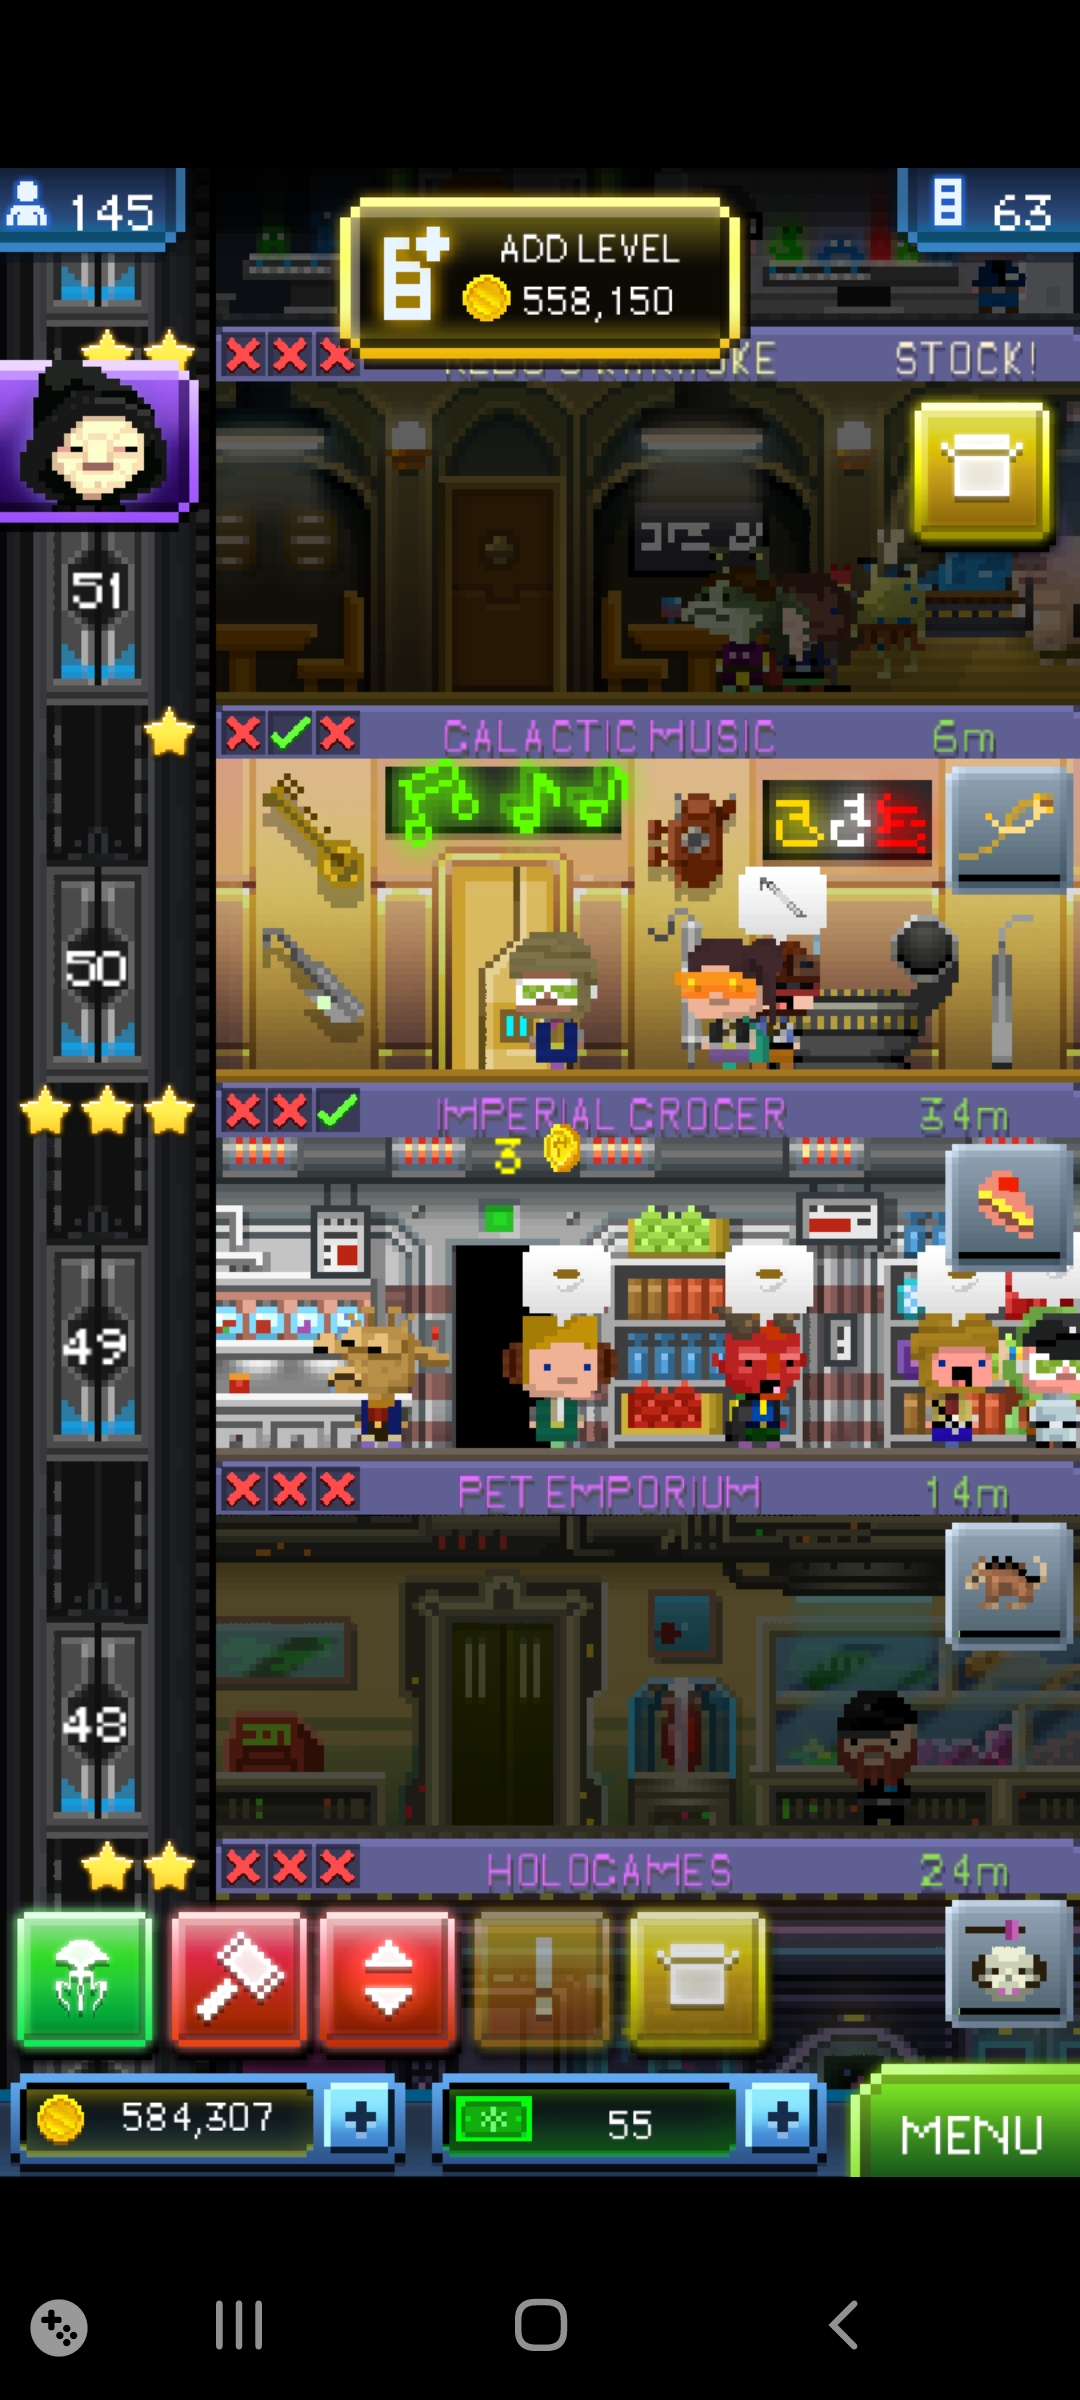 145
ADD LEVEL
558,150
63
KE
STOCK!
51
GALACTIC MUSIC
6m
50
IMPERIAL GROCER
34m
3
49
PET EMPORIUM
14m
48
HOLOGAMES
24m
584,307
55
MENU